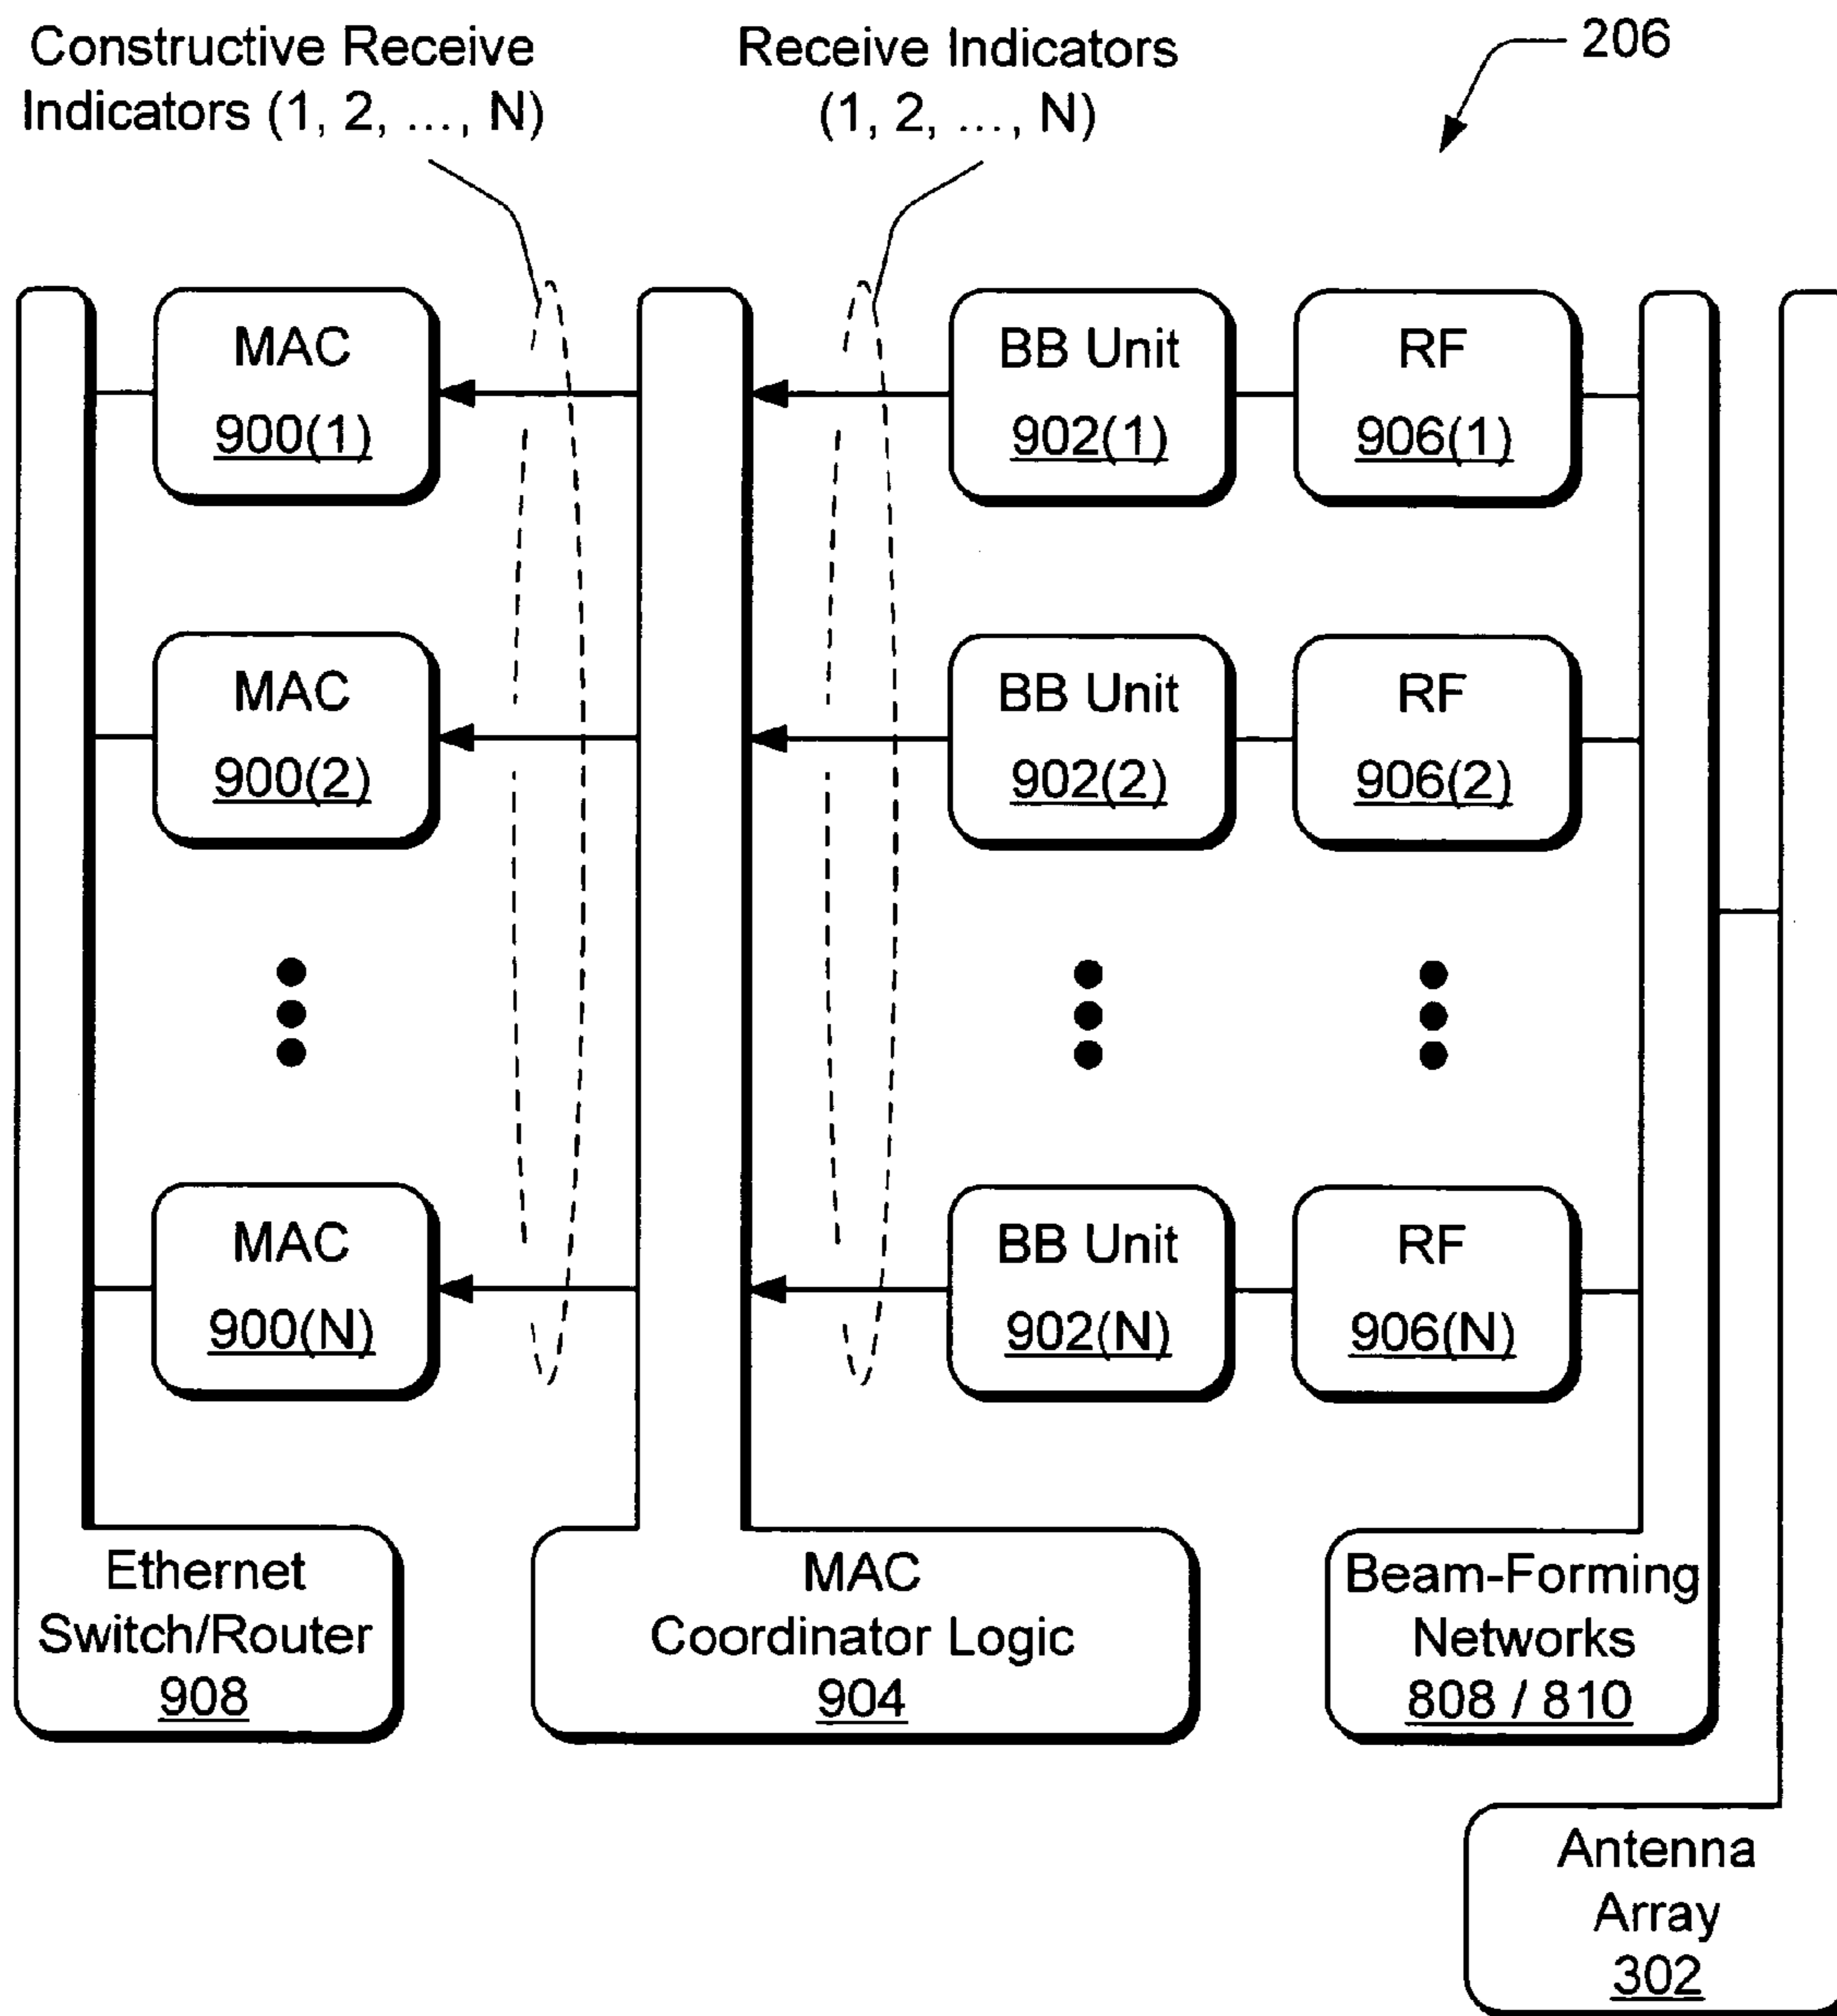 Constructive Receive
Indicators (1, 2, ..., N)
Receive Indicators
(1, 2, ..., N)
206
MAC
900(1)
BB Unit
902(1)
RF
906(1)
MAC
900(2)
BB Unit
902(2)
RF
906(2)
MAC
900(N)
BB Unit
902(N)
RF
906(N)
Ethernet
Switch/Router
908
MAC
Coordinator Logic
904
Beam-Forming
Networks
808 / 810
Antenna
Array
302